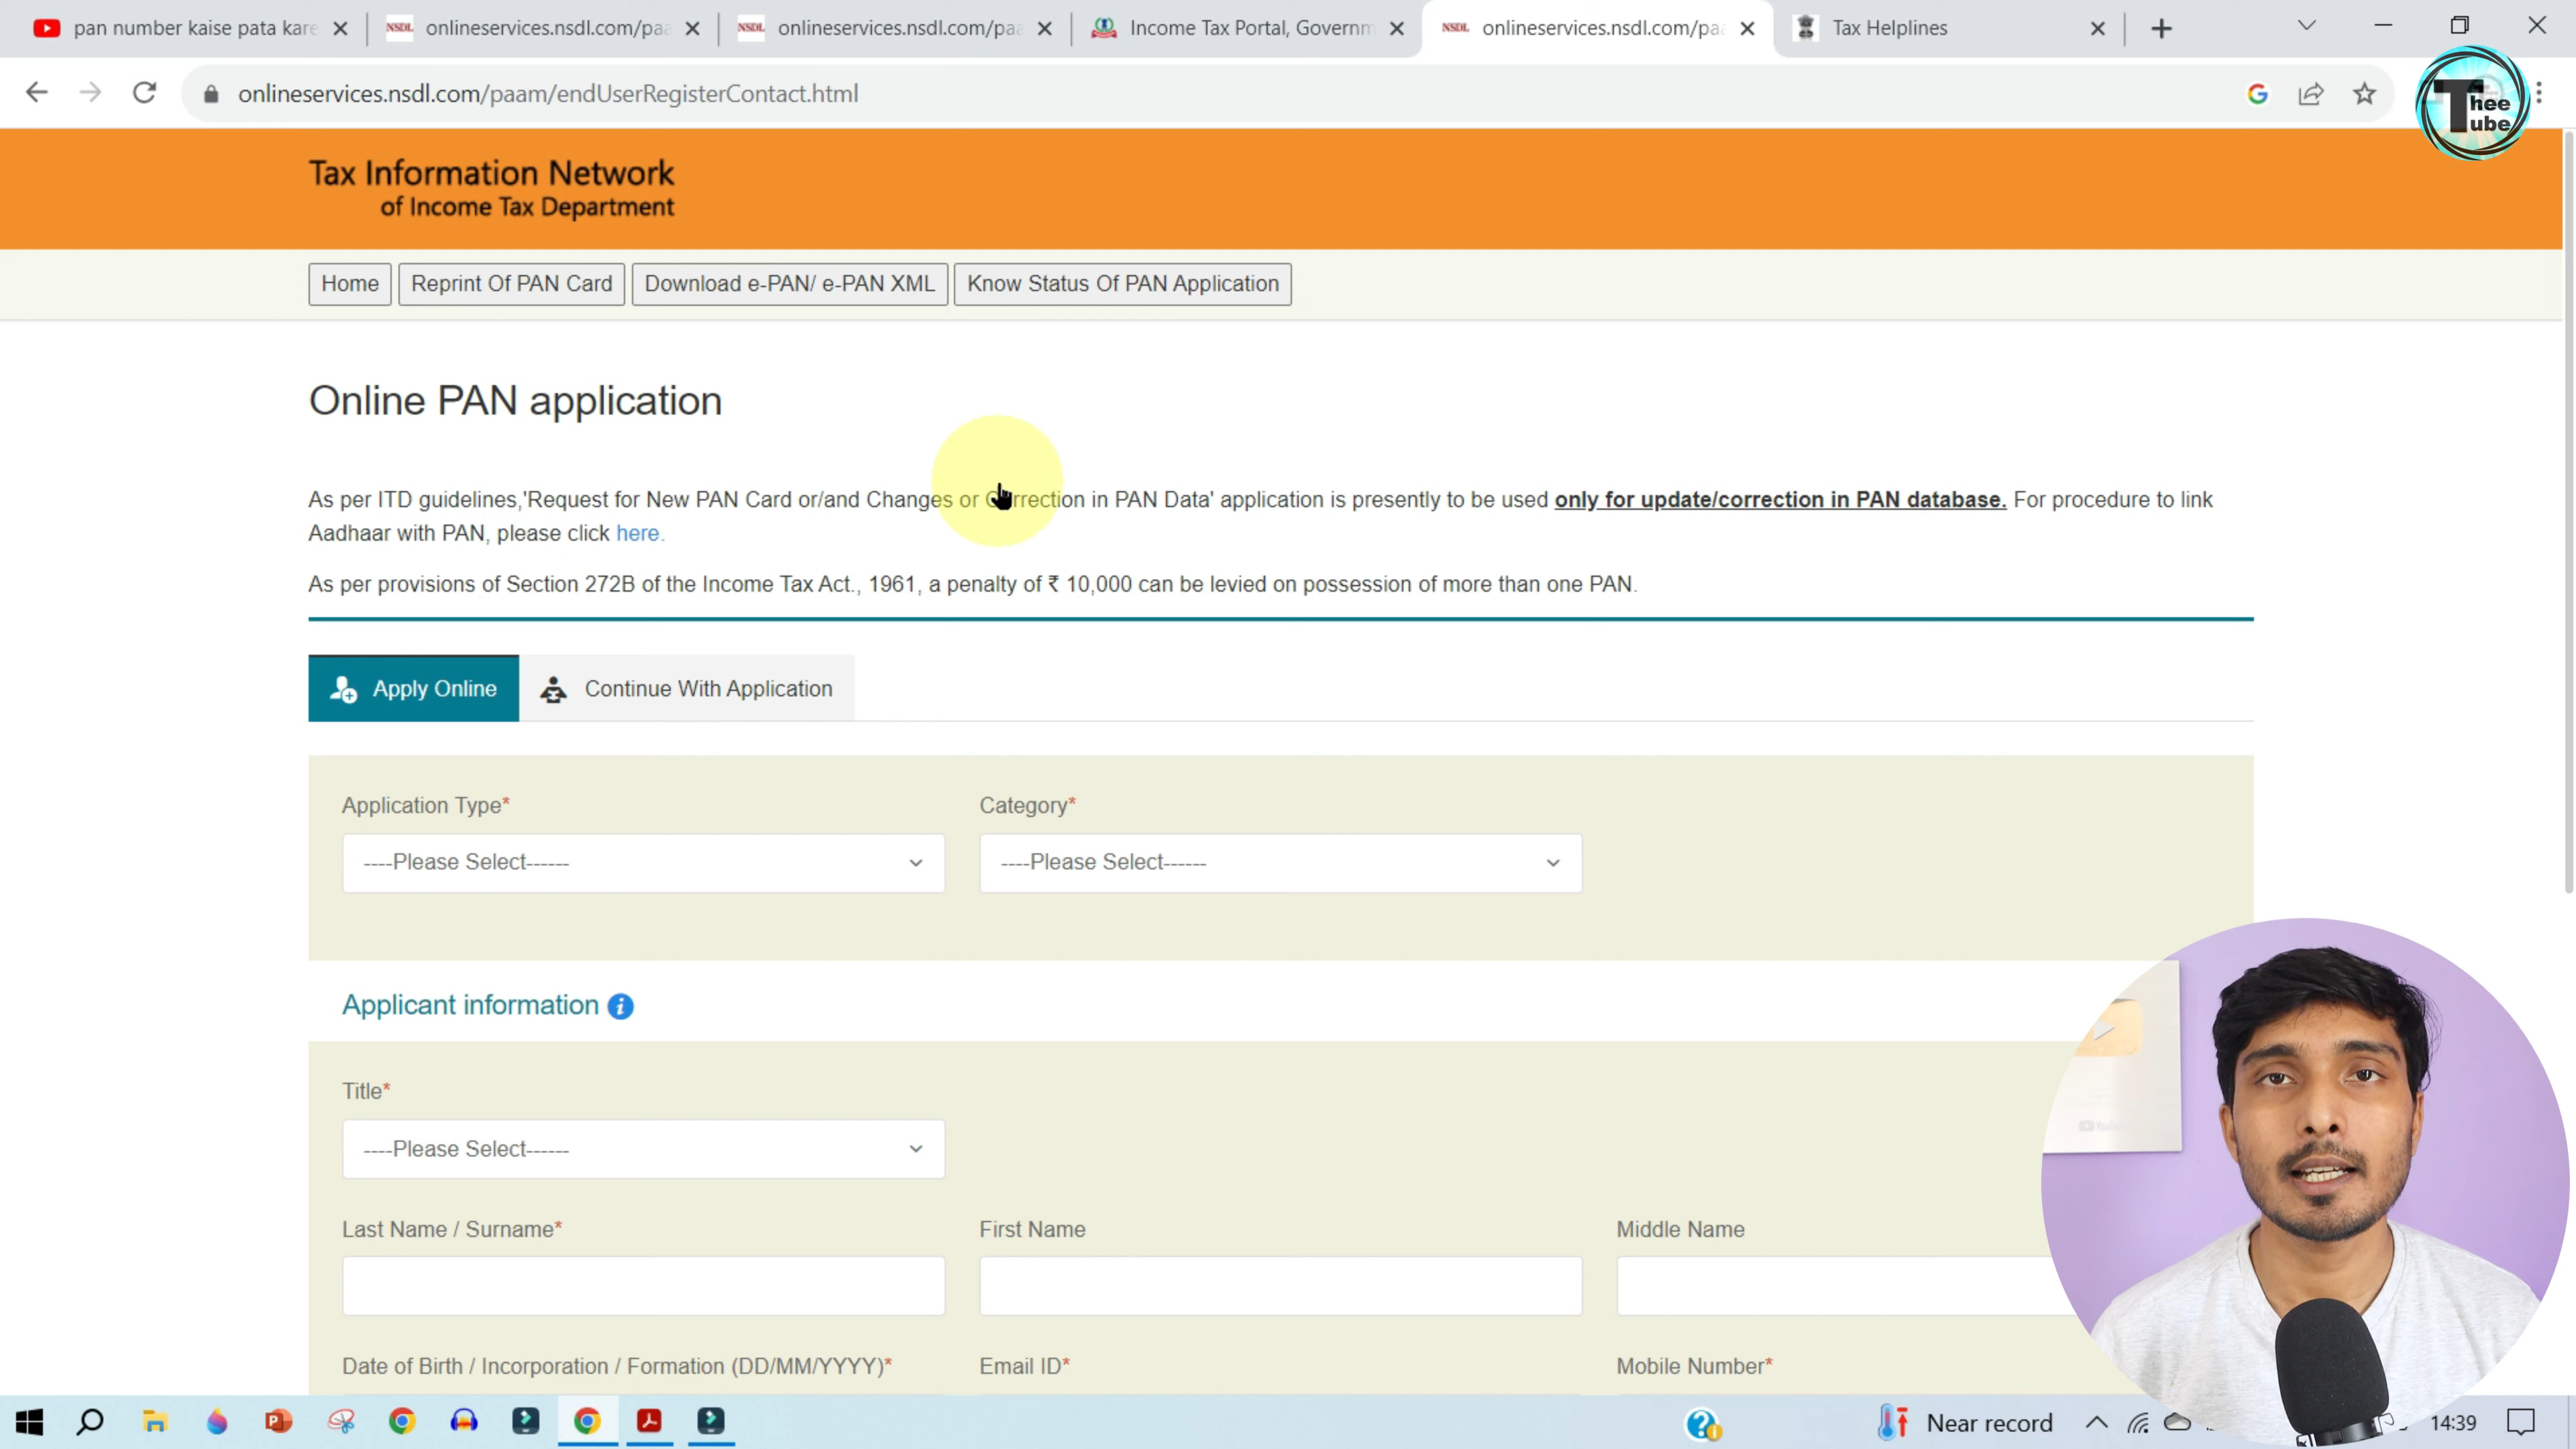 pan number kaise pata kare
onlineservices.nsdl.com/paa
onlineservices.nsdl.com/paa
Income Tax Portal, Governm
onlineservices.nsdl.com/paa
Tax Helplines
onlineservices.nsdl.com/paam/endUserRegisterContact.html
Thee
Tube
Tax Information Network
of Income Tax Department
Home
Reprint Of PAN Card
Download e-PAN/ e-PAN XML
Know Status Of PAN Application
Online PAN application
As per ITD guidelines,'Request for New PAN Card or/and Changes or Correction in PAN Data' application is presently to be used only for update/correction in PAN database. For procedure to link
Aadhaar with PAN, please click here.
As per provisions of Section 272B of the Income Tax Act., 1961, a penalty of ₹ 10,000 can be levied on possession of more than one PAN.
Apply Online
Continue With Application
Application Type*
Category*
----Please Select------
----Please Select------
Applicant information
Title*
----Please Select------
Last Name / Surname*
First Name
Middle Name
Date of Birth / Incorporation / Formation (DD/MM/YYYY)*
Email ID*
Mobile Number*
Near record
14:39